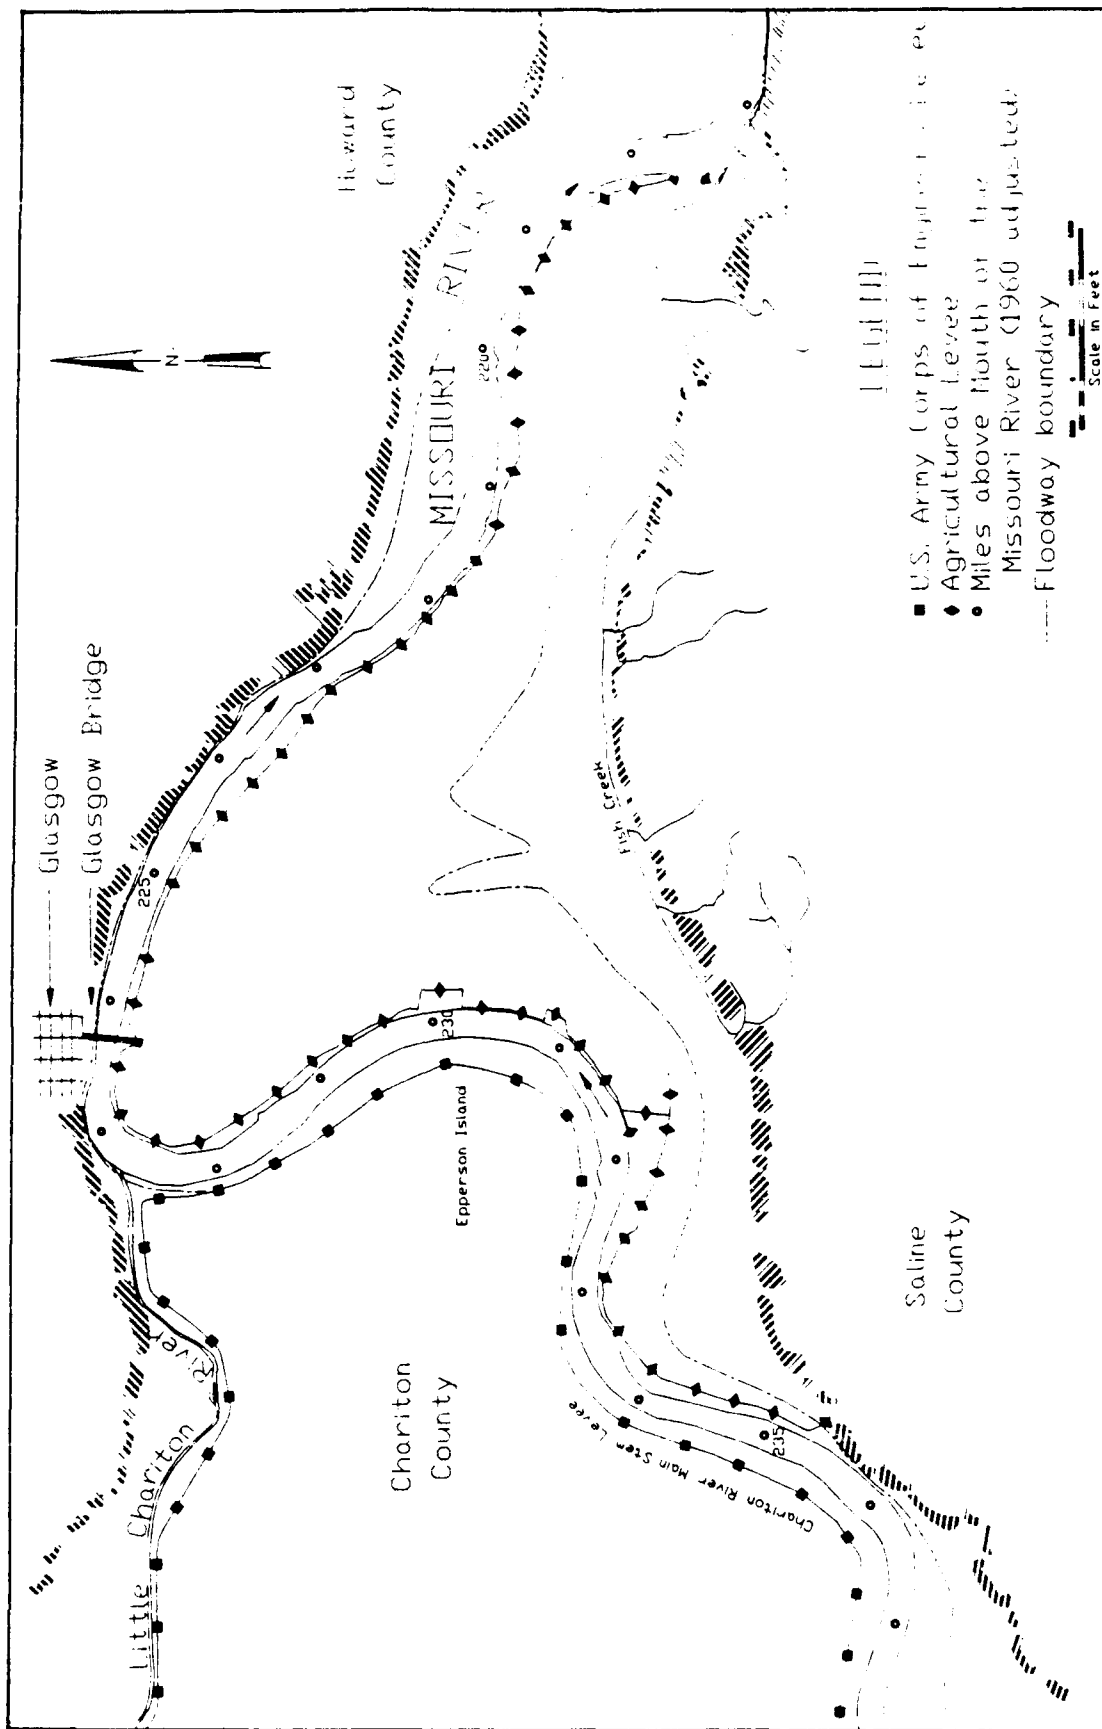 Glasgow
Glasgow Bridge
Howard
County
N
225
MISSOURI RIVER
220
230
Epperson Island
Fish Creek
Little Chariton River
Chariton
County
Chariton River Main Stem Levee
235
Saline
County
LEGEND
U.S. Army Corps of
Agricultural Levee
Miles above Mouth of the
Missouri River (1960 adjusted)
Floodway boundary
Scale in Feet